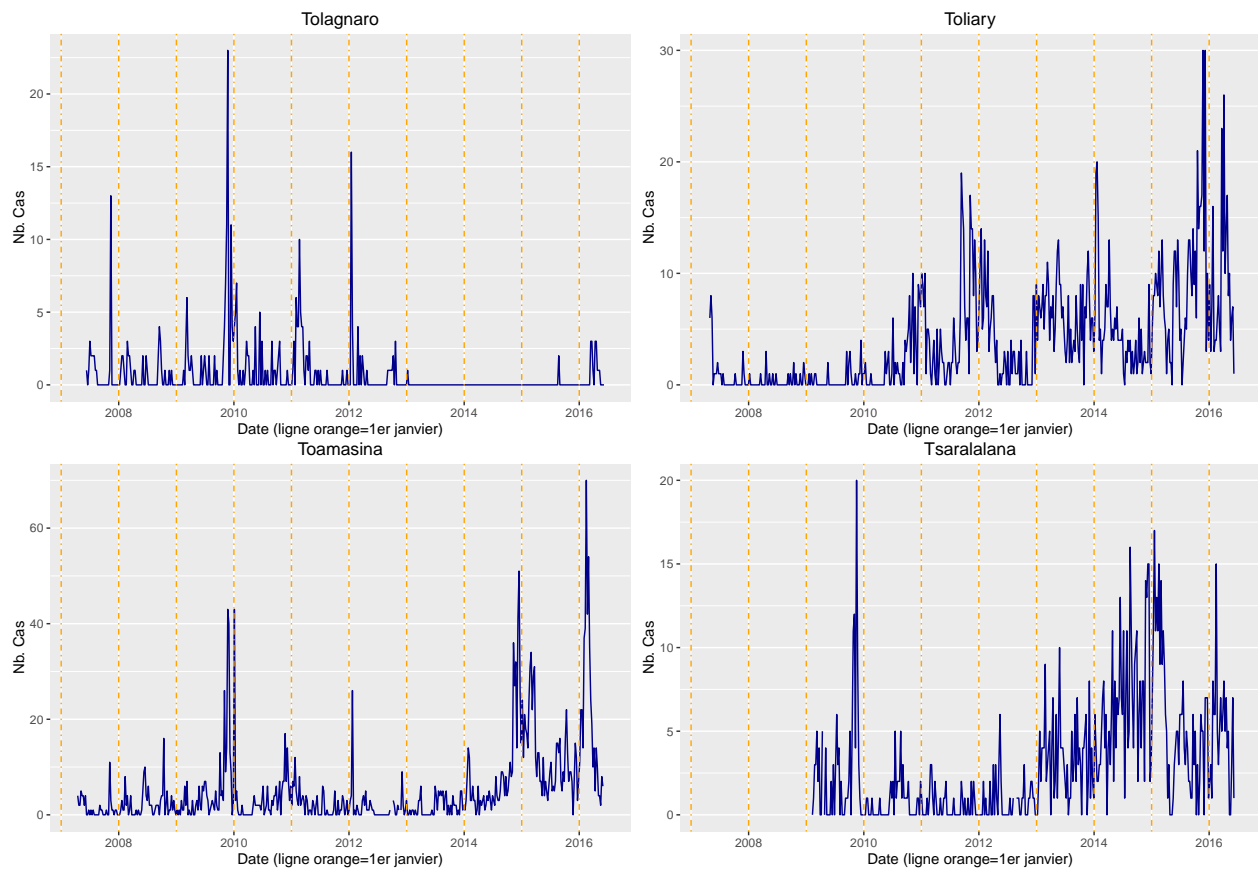 Tolagnaro
Nb. Cas
20
15
10
5
0
2008 2010 2012 2014 2016
Date (ligne orange=1er janvier)
Toliary
Nb. Cas
30
20
10
0
2008 2010 2012 2014 2016
Date (ligne orange=1er janvier)
Toamasina
Nb. Cas
60
40
20
0
2008 2010 2012 2014 2016
Date (ligne orange=1er janvier)
Tsaralalana
Nb. Cas
20
15
10
5
0
2008 2010 2012 2014 2016
Date (ligne orange=1er janvier)